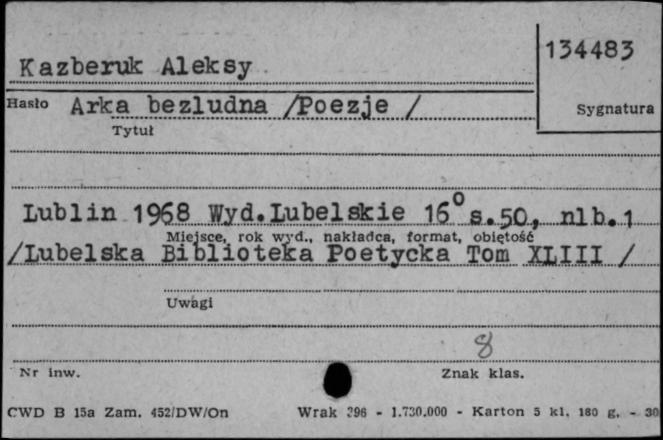 Kazberuk Aleksy
134483
Hasło Arka bezludna /Poezje /
Sygnatura
Tytuł
Lublin 1968 Wyd.Lubelskie 16° s.50, nlb.1
Miejsce, rok wyd., nakładca, format, objętość
/Lubelska Biblioteka Poetycka Tom XLIII /
Uwagi
8
Nr inw.
Znak klas.
CWD B 15a Zam. 452/DW/On Wrak 396 - 1.730.000 - Karton 5 kl. 180 g. - 30